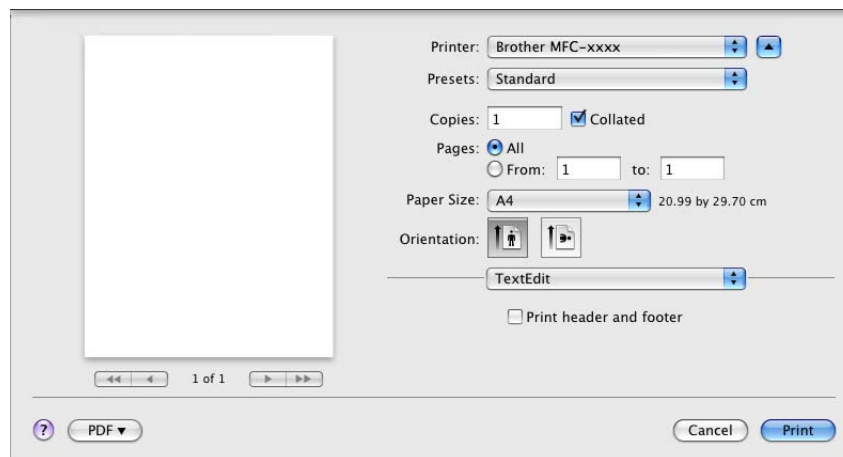 Printer: Brother MFC-xxxx
Presets: Standard
Copies: 1 Collated
Pages: All
From: 1 to: 1
Paper Size: A4 20.99 by 29.70 cm
Orientation:
TextEdit
Print header and footer
1 of 1
? PDF Cancel Print